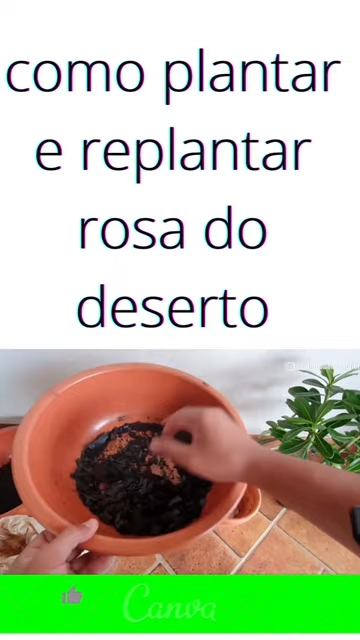 como plantar
e replantar
rosa do
deserto
Canva